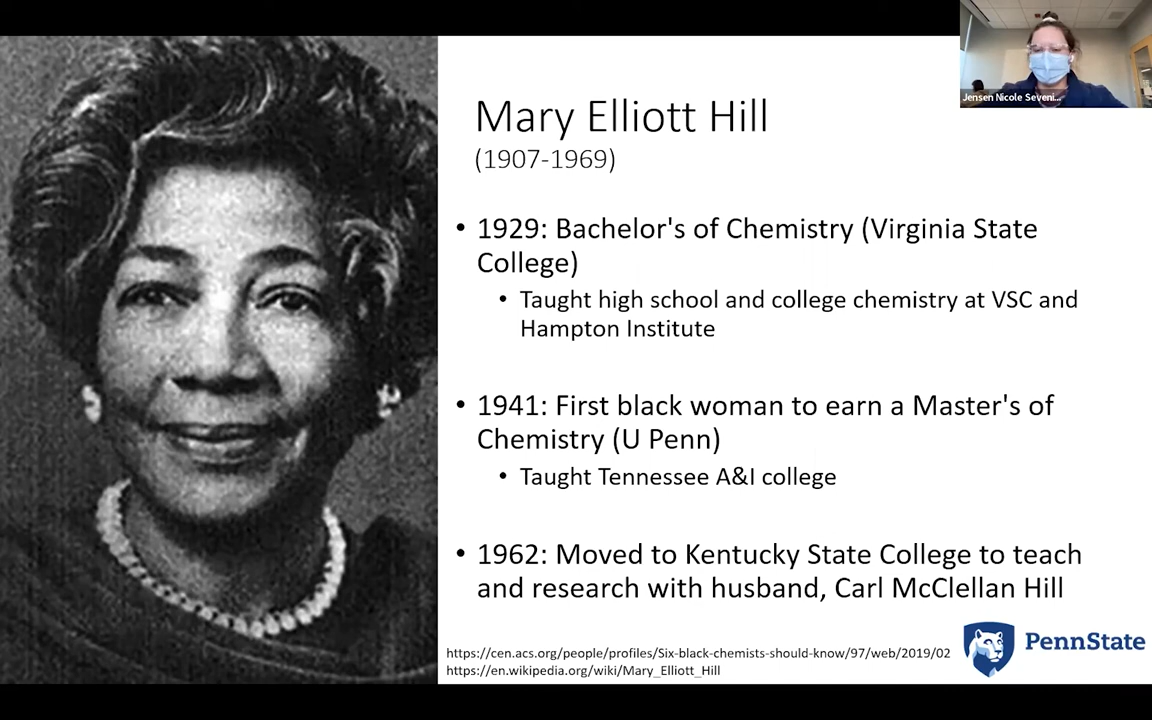 Jensen Nicole Seveni...
Mary Elliott Hill
(1907-1969)
• 1929: Bachelor's of Chemistry (Virginia State
College)
• Taught high school and college chemistry at VSC and
Hampton Institute
• 1941: First black woman to earn a Master's of
Chemistry (U Penn)
• Taught Tennessee A&I college
• 1962: Moved to Kentucky State College to teach
and research with husband, Carl McClellan Hill
https://cen.acs.org/people/profiles/Six-black-chemists-should-know/97/web/2019/02
https://en.wikipedia.org/wiki/Mary_Elliott_Hill
PennState